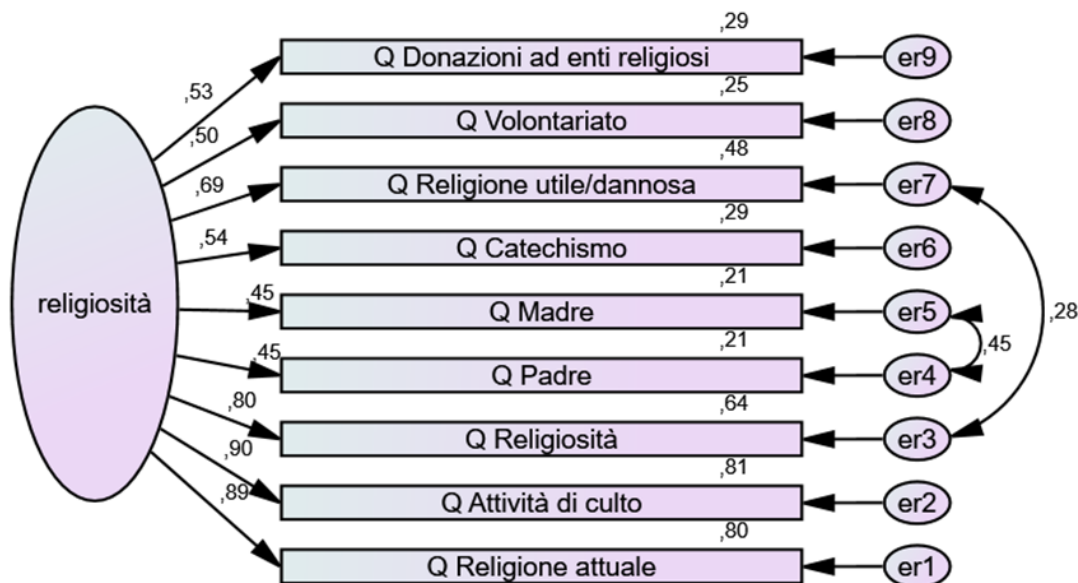 ,29
Q Donazioni ad enti religiosi
er9
,53
,25
Q Volontariato
er8
,50
,48
Q Religione utile/dannosa
er7
,69
,29
Q Catechismo
er6
,54
,21
Q Madre
er5
,45
religiosità
,28
,21
Q Padre
er4
,45
,45
,64
Q Religiosità
er3
,80
,81
Q Attività di culto
er2
,90
,80
Q Religione attuale
er1
,89